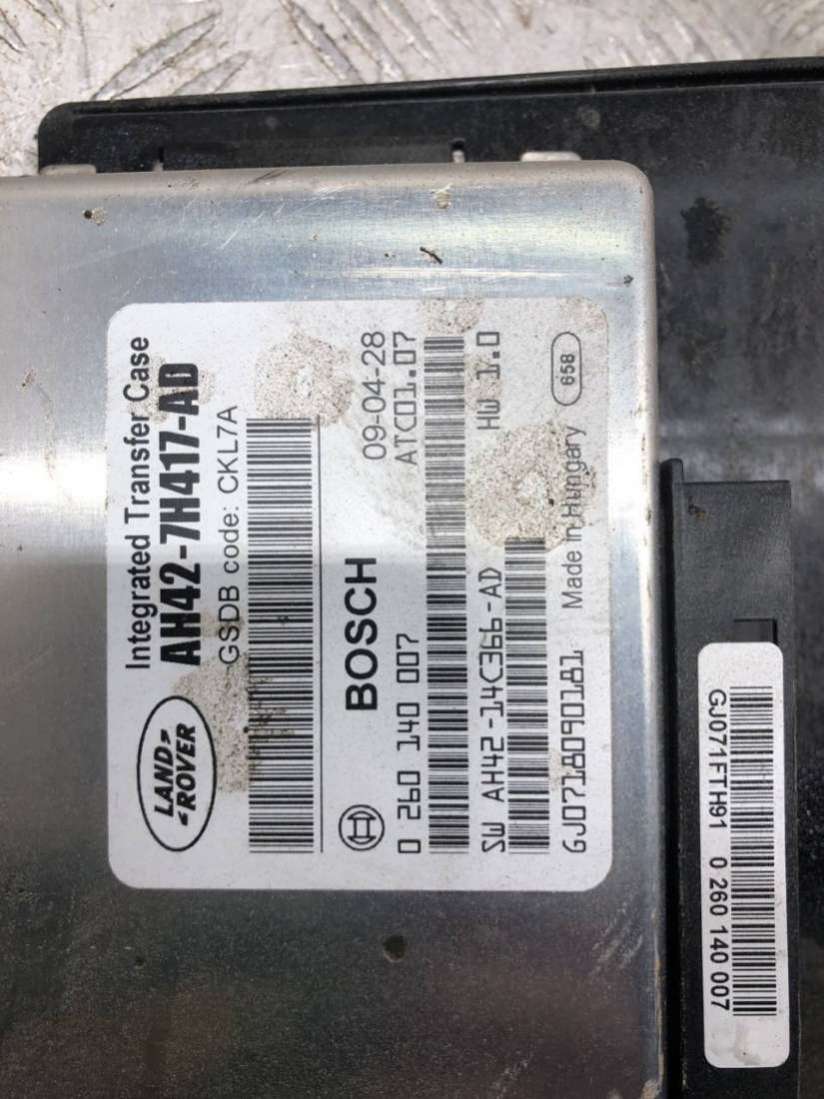 LAND
ROVER
Integrated Transfer Case
AH42-7H417-AD
GSDB code: CKL7A
BOSCH
09-04-28
0 260 140 007
ATC01.07
SW AH42-14C366-AD
HW 1.0
GJ0718090181
Made in Hungary
658
GJ071FTH91 0 260 140 007